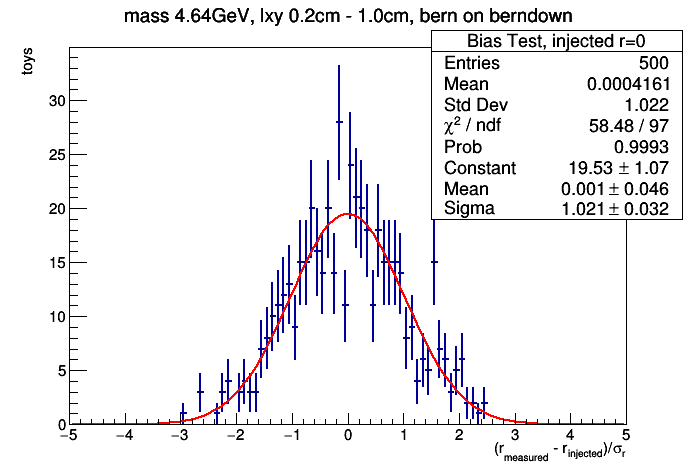 mass 4.64GeV, lxy 0.2cm - 1.0cm, bern on berndown
Bias Test, injected r=0
Entries 500
Mean 0.0004161
Std Dev 1.022
χ² / ndf 58.48 / 97
Prob 0.9993
Constant 19.53 ± 1.07
Mean 0.001 ± 0.046
Sigma 1.021 ± 0.032
toys
30
25
20
15
10
5
0
−5 −4 −3 −2 −1 0 1 2 3 4 5
(r_measured - r_injected)/σ_r